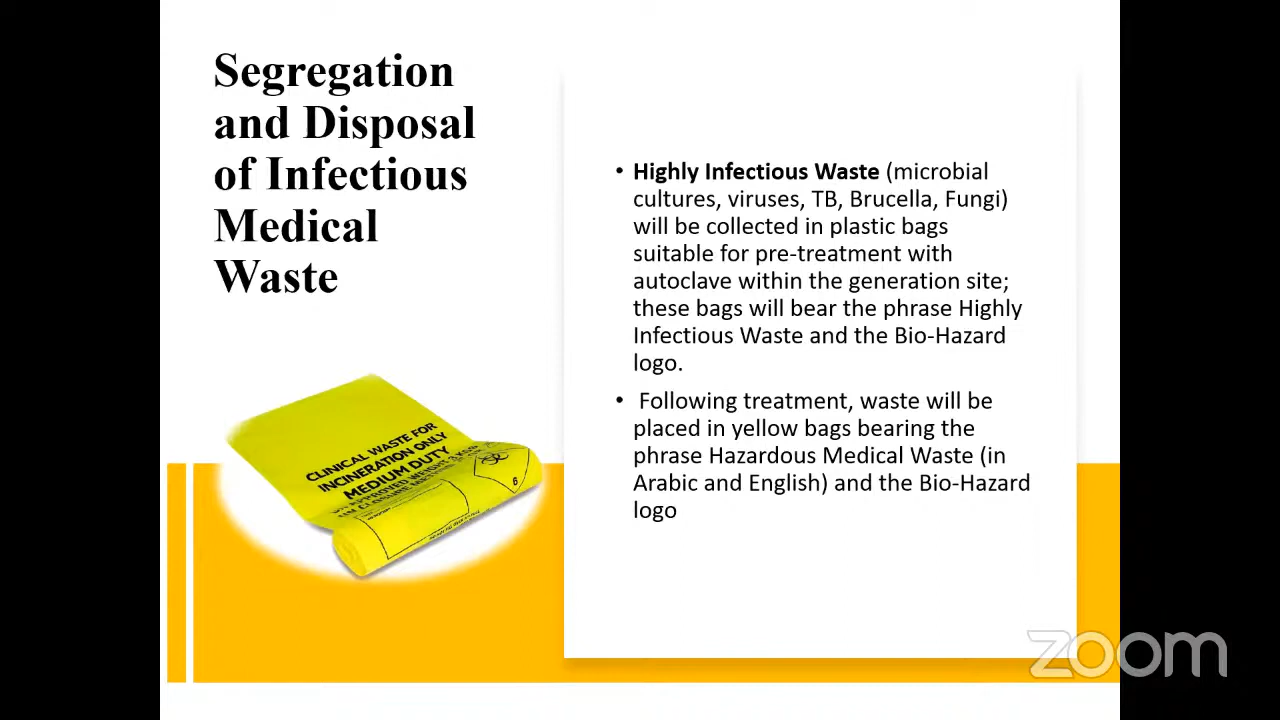 Segregation
and Disposal
of Infectious
Medical
Waste
• Highly Infectious Waste (microbial
cultures, viruses, TB, Brucella, Fungi)
will be collected in plastic bags
suitable for pre-treatment with
autoclave within the generation site;
these bags will bear the phrase Highly
Infectious Waste and the Bio-Hazard
logo.
• Following treatment, waste will be
placed in yellow bags bearing the
phrase Hazardous Medical Waste (in
Arabic and English) and the Bio-Hazard
logo
CLINICAL WASTE FOR
INCINERATION ONLY
MEDIUM DUTY
APPROVED WEIGHT
CLOSURE
6
zoom